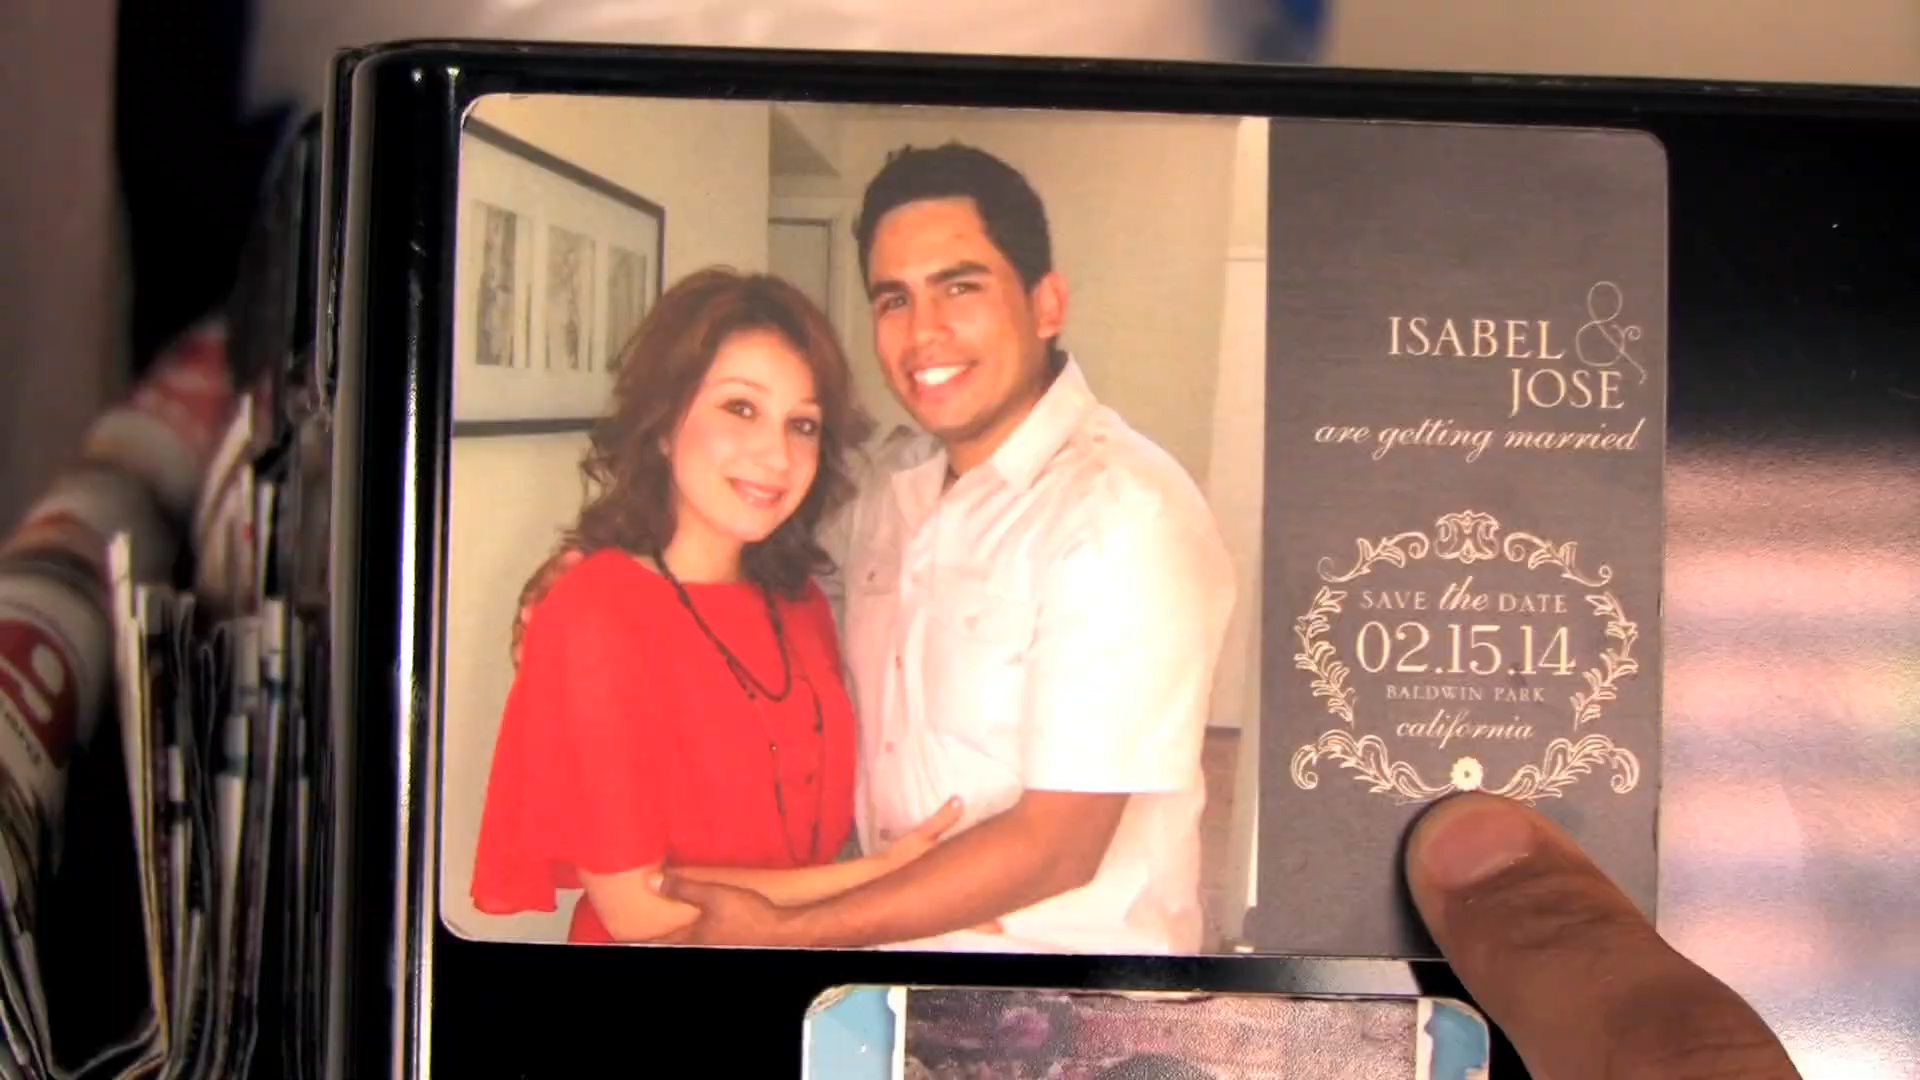 ISABEL &
JOSE
are getting married
SAVE the DATE
02.15.14
BALDWIN PARK
california